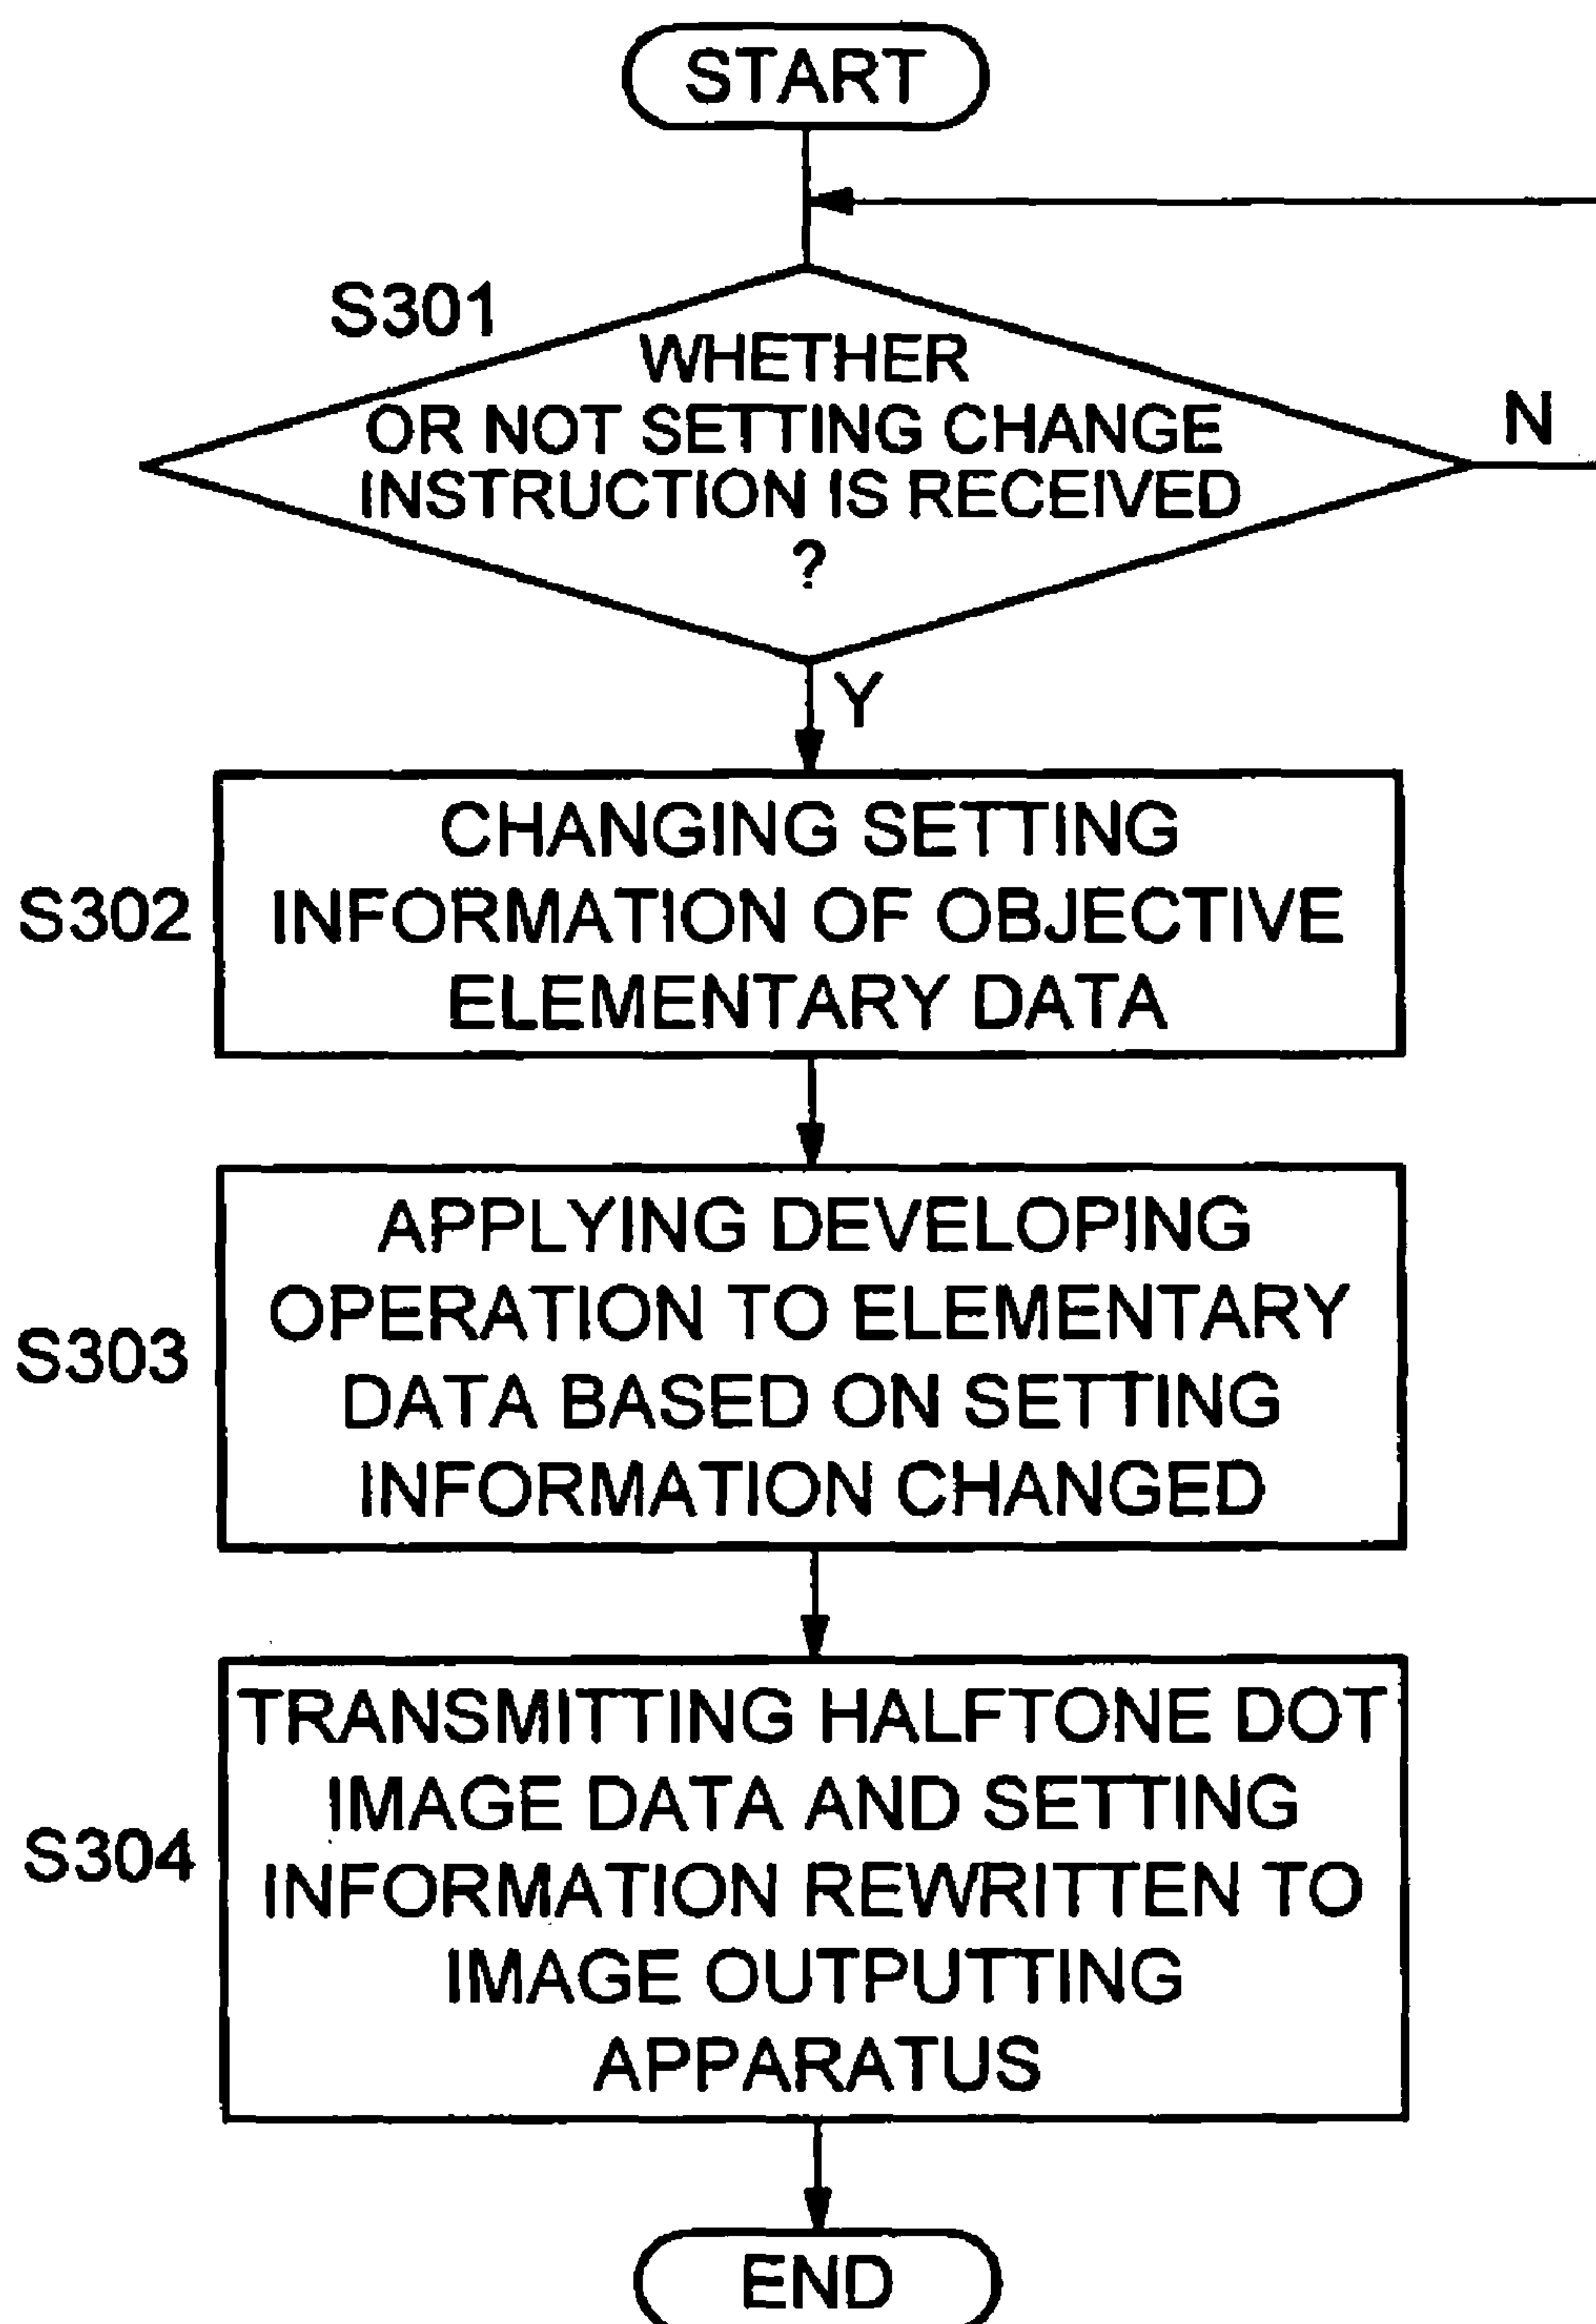 START
S301
WHETHER
OR NOT SETTING CHANGE
INSTRUCTION IS RECEIVED
?
N
Y
S302
CHANGING SETTING
INFORMATION OF OBJECTIVE
ELEMENTARY DATA
S303
APPLYING DEVELOPING
OPERATION TO ELEMENTARY
DATA BASED ON SETTING
INFORMATION CHANGED
S304
TRANSMITTING HALFTONE DOT
IMAGE DATA AND SETTING
INFORMATION REWRITTEN TO
IMAGE OUTPUTTING
APPARATUS
END